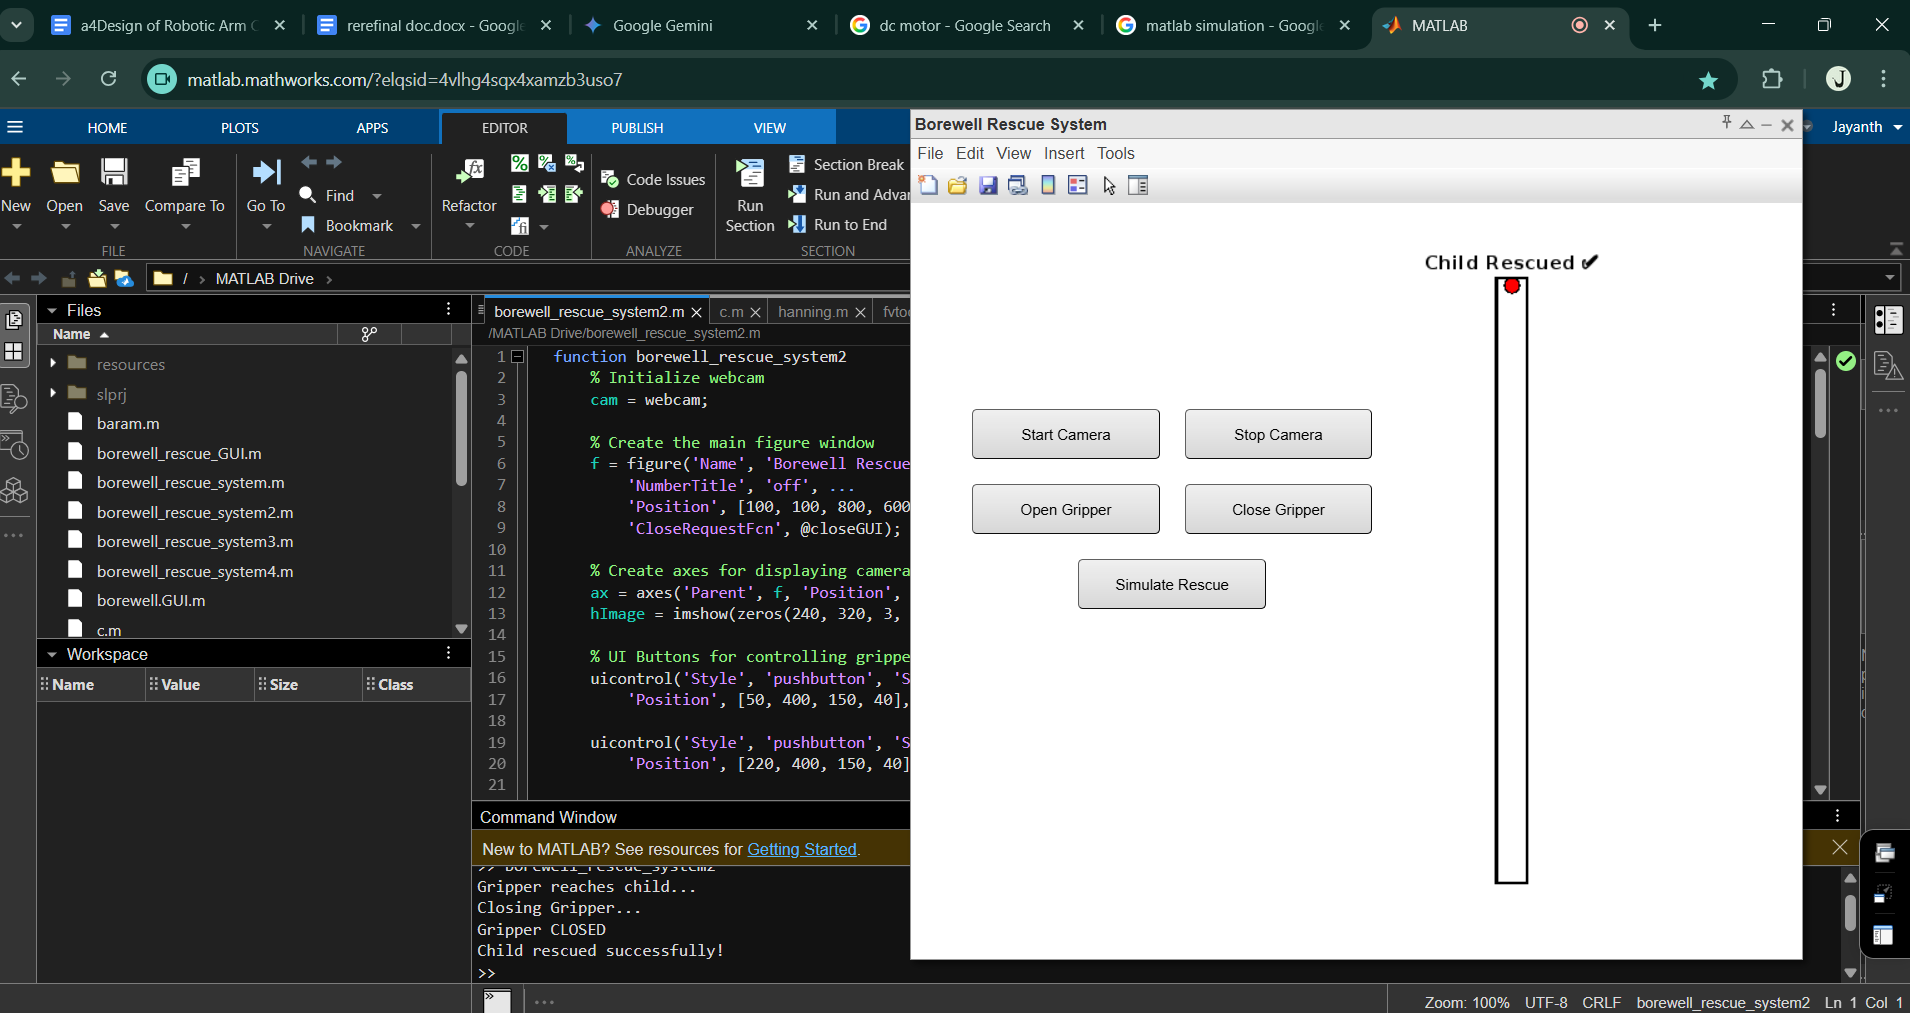 a4Design of Robotic Arm
rerefinal doc.docx - Google
Google Gemini
dc motor - Google Search
matlab simulation - Google
MATLAB
matlab.mathworks.com/?elqsid=4vlhg4sqx4xamzb3uso7
J
HOME
PLOTS
APPS
EDITOR
PUBLISH
VIEW
Jayanth
New
Open
Save
Compare To
Go To
Find
Bookmark
Refactor
Code Issues
Debugger
Run
Section
Section Break
Run and Advan
Run to End
FILE
NAVIGATE
CODE
ANALYZE
SECTION
/ > MATLAB Drive >
Files
Name
resources
slprj
baram.m
borewell_rescue_GUI.m
borewell_rescue_system.m
borewell_rescue_system2.m
borewell_rescue_system3.m
borewell_rescue_system4.m
borewell.GUI.m
c.m
Workspace
Name Value Size Class
borewell_rescue_system2.m
c.m
hanning.m
fvtoo
/MATLAB Drive/borewell_rescue_system2.m
1 function borewell_rescue_system2
2 % Initialize webcam
3 cam = webcam;
4
5 % Create the main figure window
6 f = figure('Name', 'Borewell Rescue
7 'NumberTitle', 'off', ...
8 'Position', [100, 100, 800, 600
9 'CloseRequestFcn', @closeGUI);
10
11 % Create axes for displaying camera
12 ax = axes('Parent', f, 'Position',
13 hImage = imshow(zeros(240, 320, 3,
14
15 % UI Buttons for controlling grippe
16 uicontrol('Style', 'pushbutton', 'S
17 'Position', [50, 400, 150, 40],
18
19 uicontrol('Style', 'pushbutton', 'S
20 'Position', [220, 400, 150, 40]
21
Command Window
New to MATLAB? See resources for Getting Started.
>> borewell_rescue_system2
Gripper reaches child...
Closing Gripper...
Gripper CLOSED
Child rescued successfully!
>>
Borewell Rescue System
File Edit View Insert Tools
Child Rescued ✔
Start Camera
Stop Camera
Open Gripper
Close Gripper
Simulate Rescue
Zoom: 100% UTF-8 CRLF borewell_rescue_system2 Ln 1 Col 1